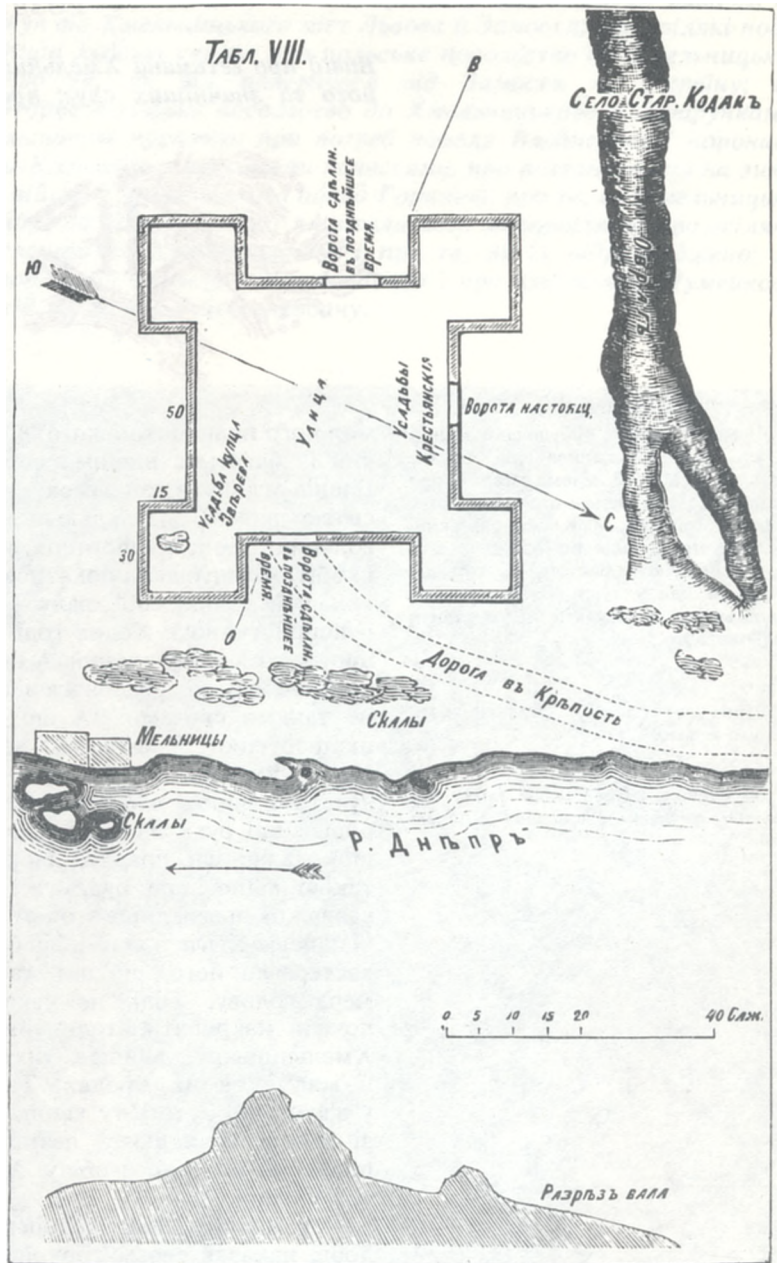 Табл. VIII.
В
Село Стар. Кодакъ
Ворота сдѣлан.
въ позднѣйшее
время.
Ю
Овраг
Улица
Усадьбы
Крестьянскія
Ворота настоящ.
50
Усадьба Купца
Звѣрева
15
С
30
Ворота сдѣлан.
въ позднѣйшее
время.
О
Дорога въ Крѣпость
Скалы
Мельницы
Скалы
Р. Днѣпръ
0 5 10 15 20 40 Саж.
Разрѣзъ вала